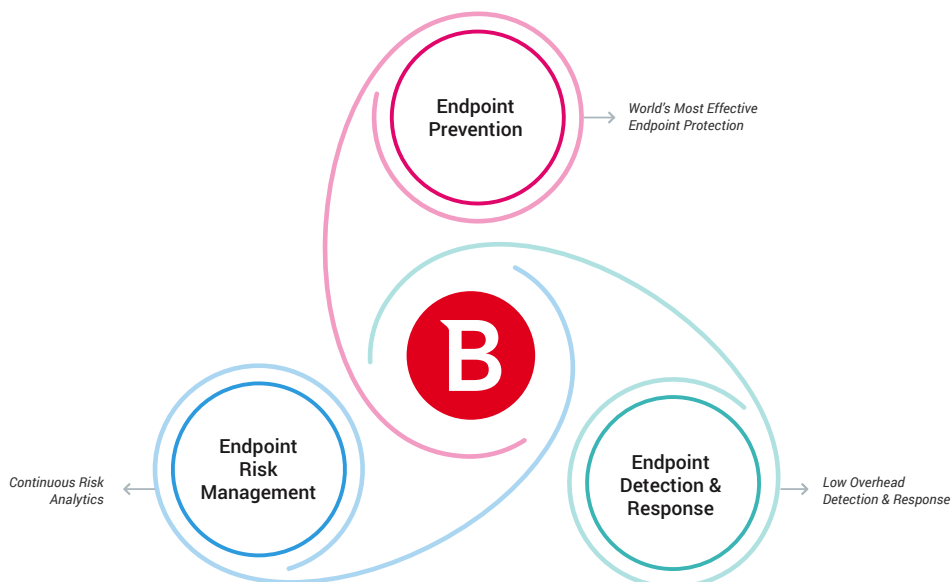 Endpoint
Prevention
World's Most Effective
Endpoint Protection
B
Endpoint
Risk
Management
Continuous Risk
Analytics
Endpoint
Detection &
Response
Low Overhead
Detection & Response